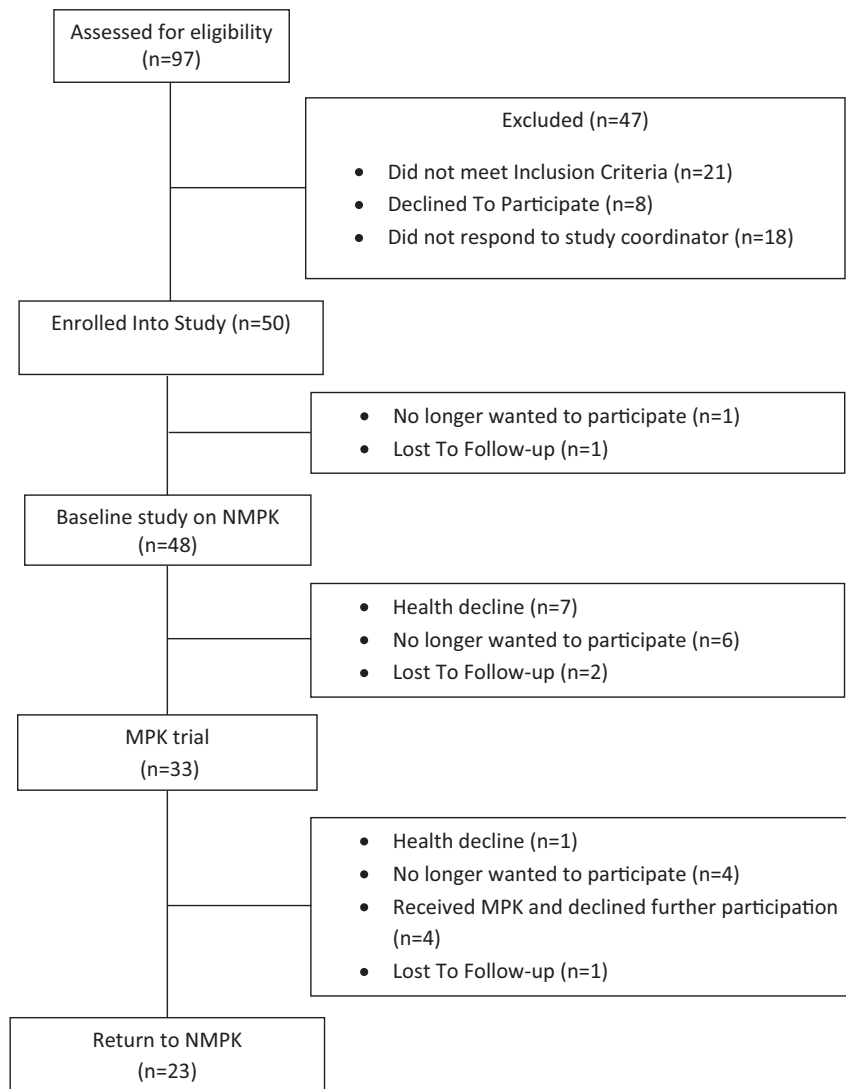 Assessed for eligibility
(n=97)
Excluded (n=47)
• Did not meet Inclusion Criteria (n=21)
• Declined To Participate (n=8)
• Did not respond to study coordinator (n=18)
Enrolled Into Study (n=50)
• No longer wanted to participate (n=1)
• Lost To Follow-up (n=1)
Baseline study on NMPK
(n=48)
• Health decline (n=7)
• No longer wanted to participate (n=6)
• Lost To Follow-up (n=2)
MPK trial
(n=33)
• Health decline (n=1)
• No longer wanted to participate (n=4)
• Received MPK and declined further participation
(n=4)
• Lost To Follow-up (n=1)
Return to NMPK
(n=23)